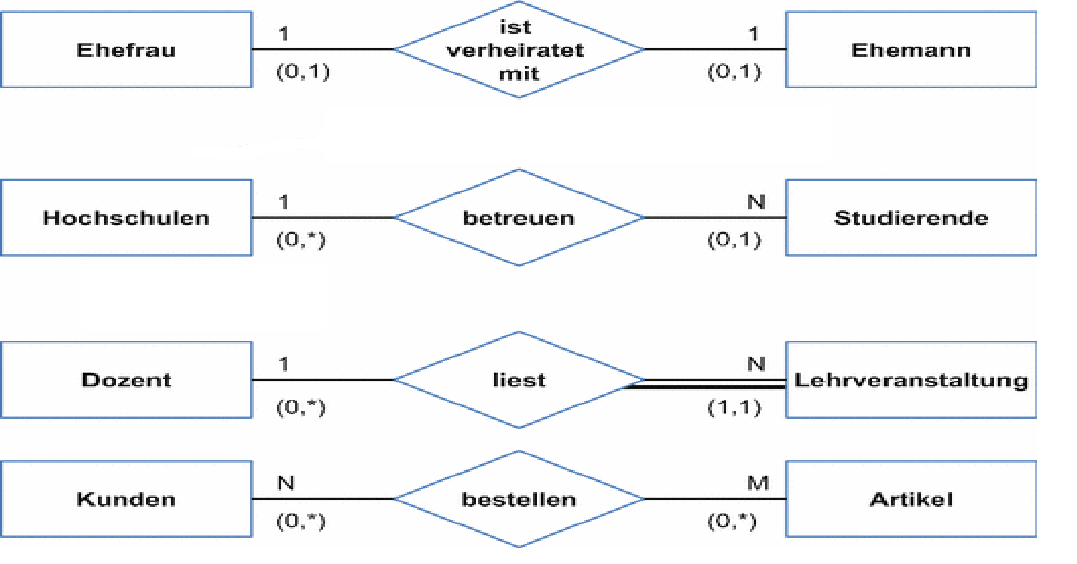 Ehefrau
1
(0,1)
ist
verheiratet
mit
1
(0,1)
Ehemann
Hochschulen
1
(0,*)
betreuen
N
(0,1)
Studierende
Dozent
1
(0,*)
liest
N
(1,1)
Lehrveranstaltung
Kunden
N
(0,*)
bestellen
M
(0,*)
Artikel